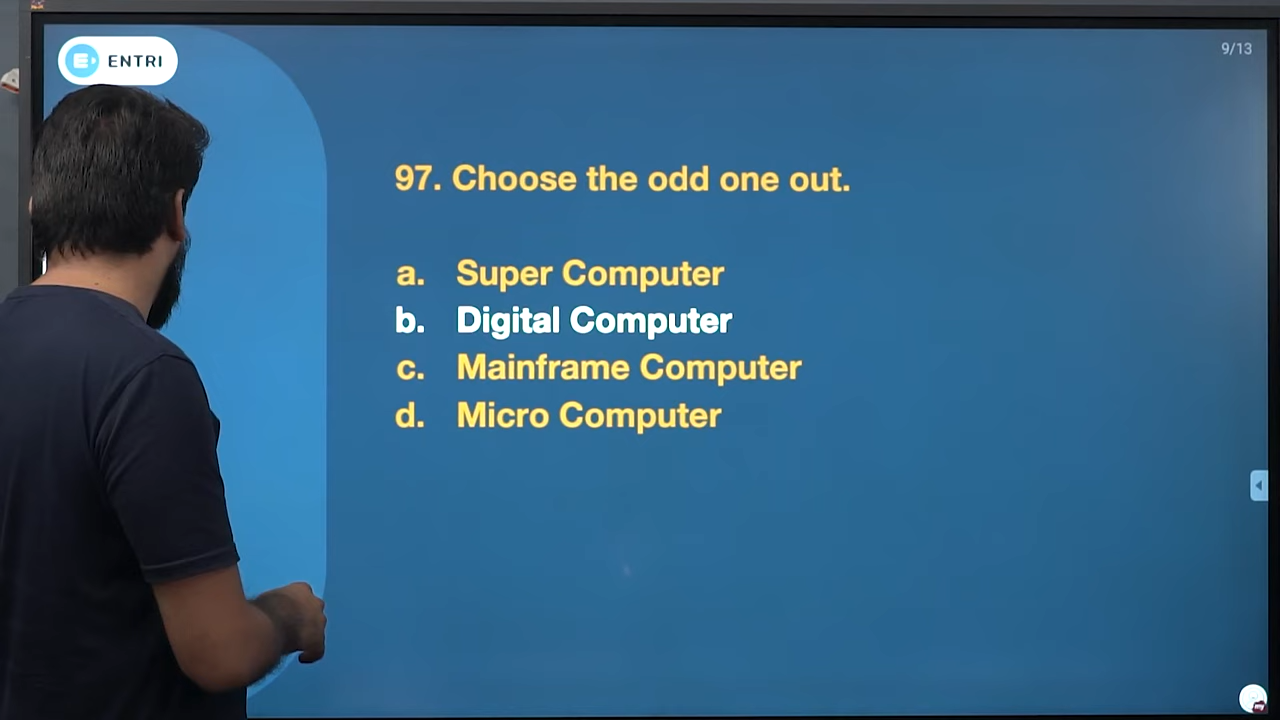 ENTRI
9/13
97. Choose the odd one out.
a. Super Computer
b. Digital Computer
c. Mainframe Computer
d. Micro Computer